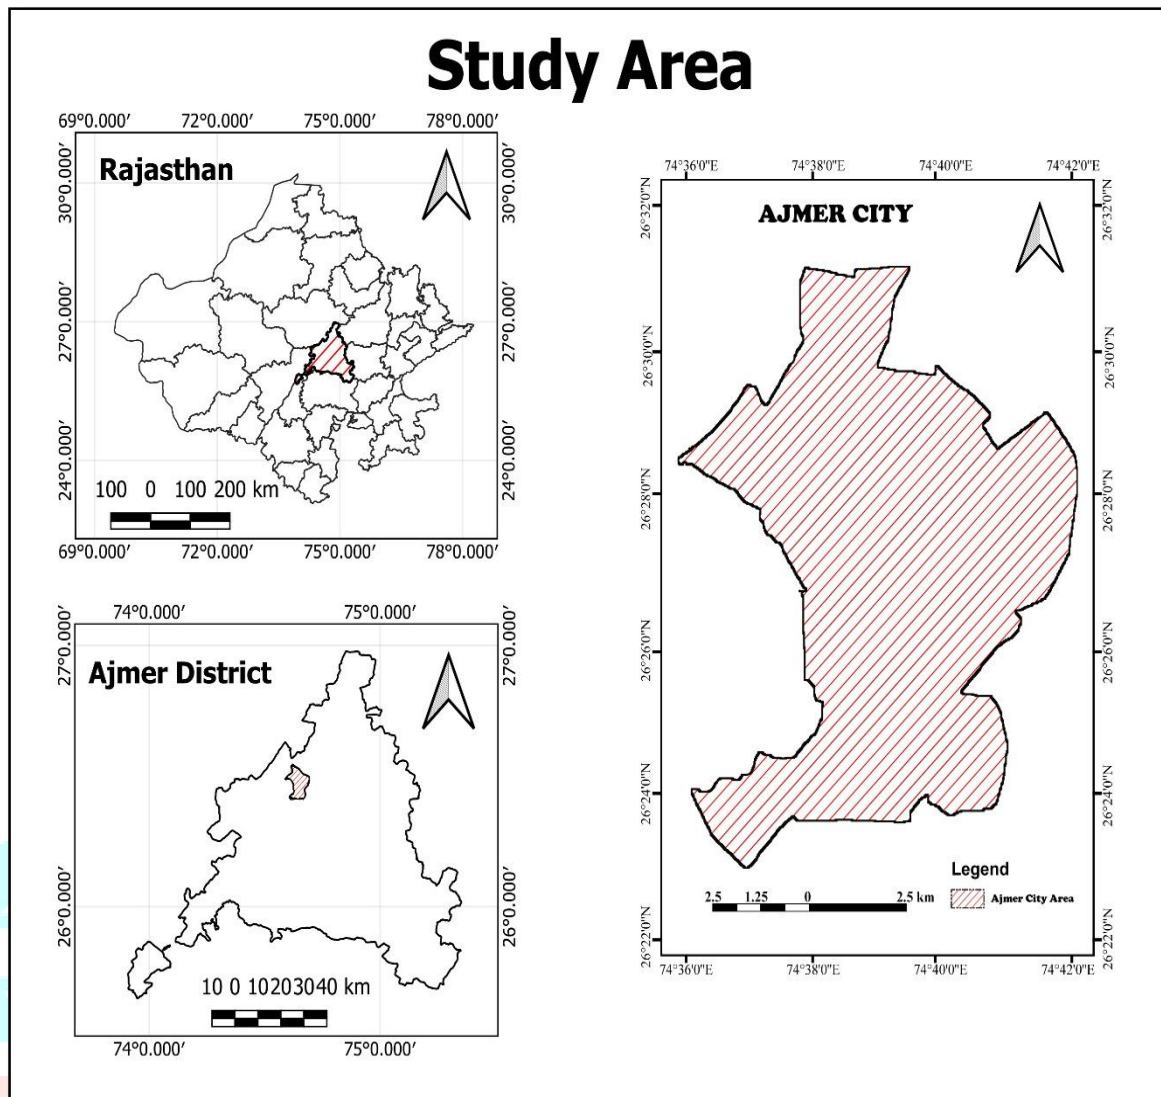 Study Area
69°0.000′ 72°0.000′ 75°0.000′ 78°0.000′
Rajasthan
30°0.000′ 30°0.000′
27°0.000′ 27°0.000′
24°0.000′ 24°0.000′
100 0 100 200 km
69°0.000′ 72°0.000′ 75°0.000′ 78°0.000′
74°0.000′ 75°0.000′
27°0.000′ 27°0.000′
Ajmer District
26°0.000′ 26°0.000′
10 0 10203040 km
74°0.000′ 75°0.000′
74°36'0"E 74°38'0"E 74°40'0"E 74°42'0"E
26°32'0"N 26°32'0"N
AJMER CITY
26°30'0"N 26°30'0"N
26°28'0"N 26°28'0"N
26°26'0"N 26°26'0"N
26°24'0"N 26°24'0"N
Legend
Ajmer City Area
2.5 1.25 0 2.5 km
26°22'0"N 26°22'0"N
74°36'0"E 74°38'0"E 74°40'0"E 74°42'0"E